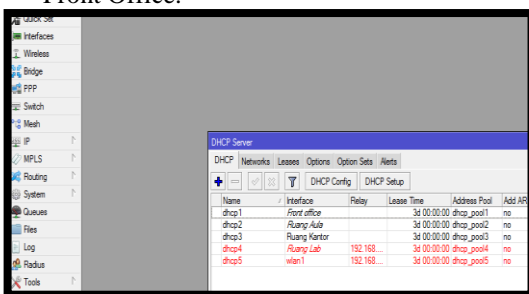 Front Office.
Quick Set
Interfaces
Wireless
Bridge
PPP
Switch
Mesh
IP
MPLS
Routing
System
Queues
Files
Log
Radius
Tools
DHCP Server
DHCP Networks Leases Options Option Sets Alerts
DHCP Config DHCP Setup
Name / Interface Relay Lease Time Address Pool Add AR
dhcp1 Front office 3d 00:00:00 dhcp_pool1 no
dhcp2 Ruang Aula 3d 00:00:00 dhcp_pool2 no
dhcp3 Ruang Kantor 3d 00:00:00 dhcp_pool3 no
dhcp4 Ruang Lab 192.168.... 3d 00:00:00 dhcp_pool4 no
dhcp5 wlan1 192.168.... 3d 00:00:00 dhcp_pool5 no